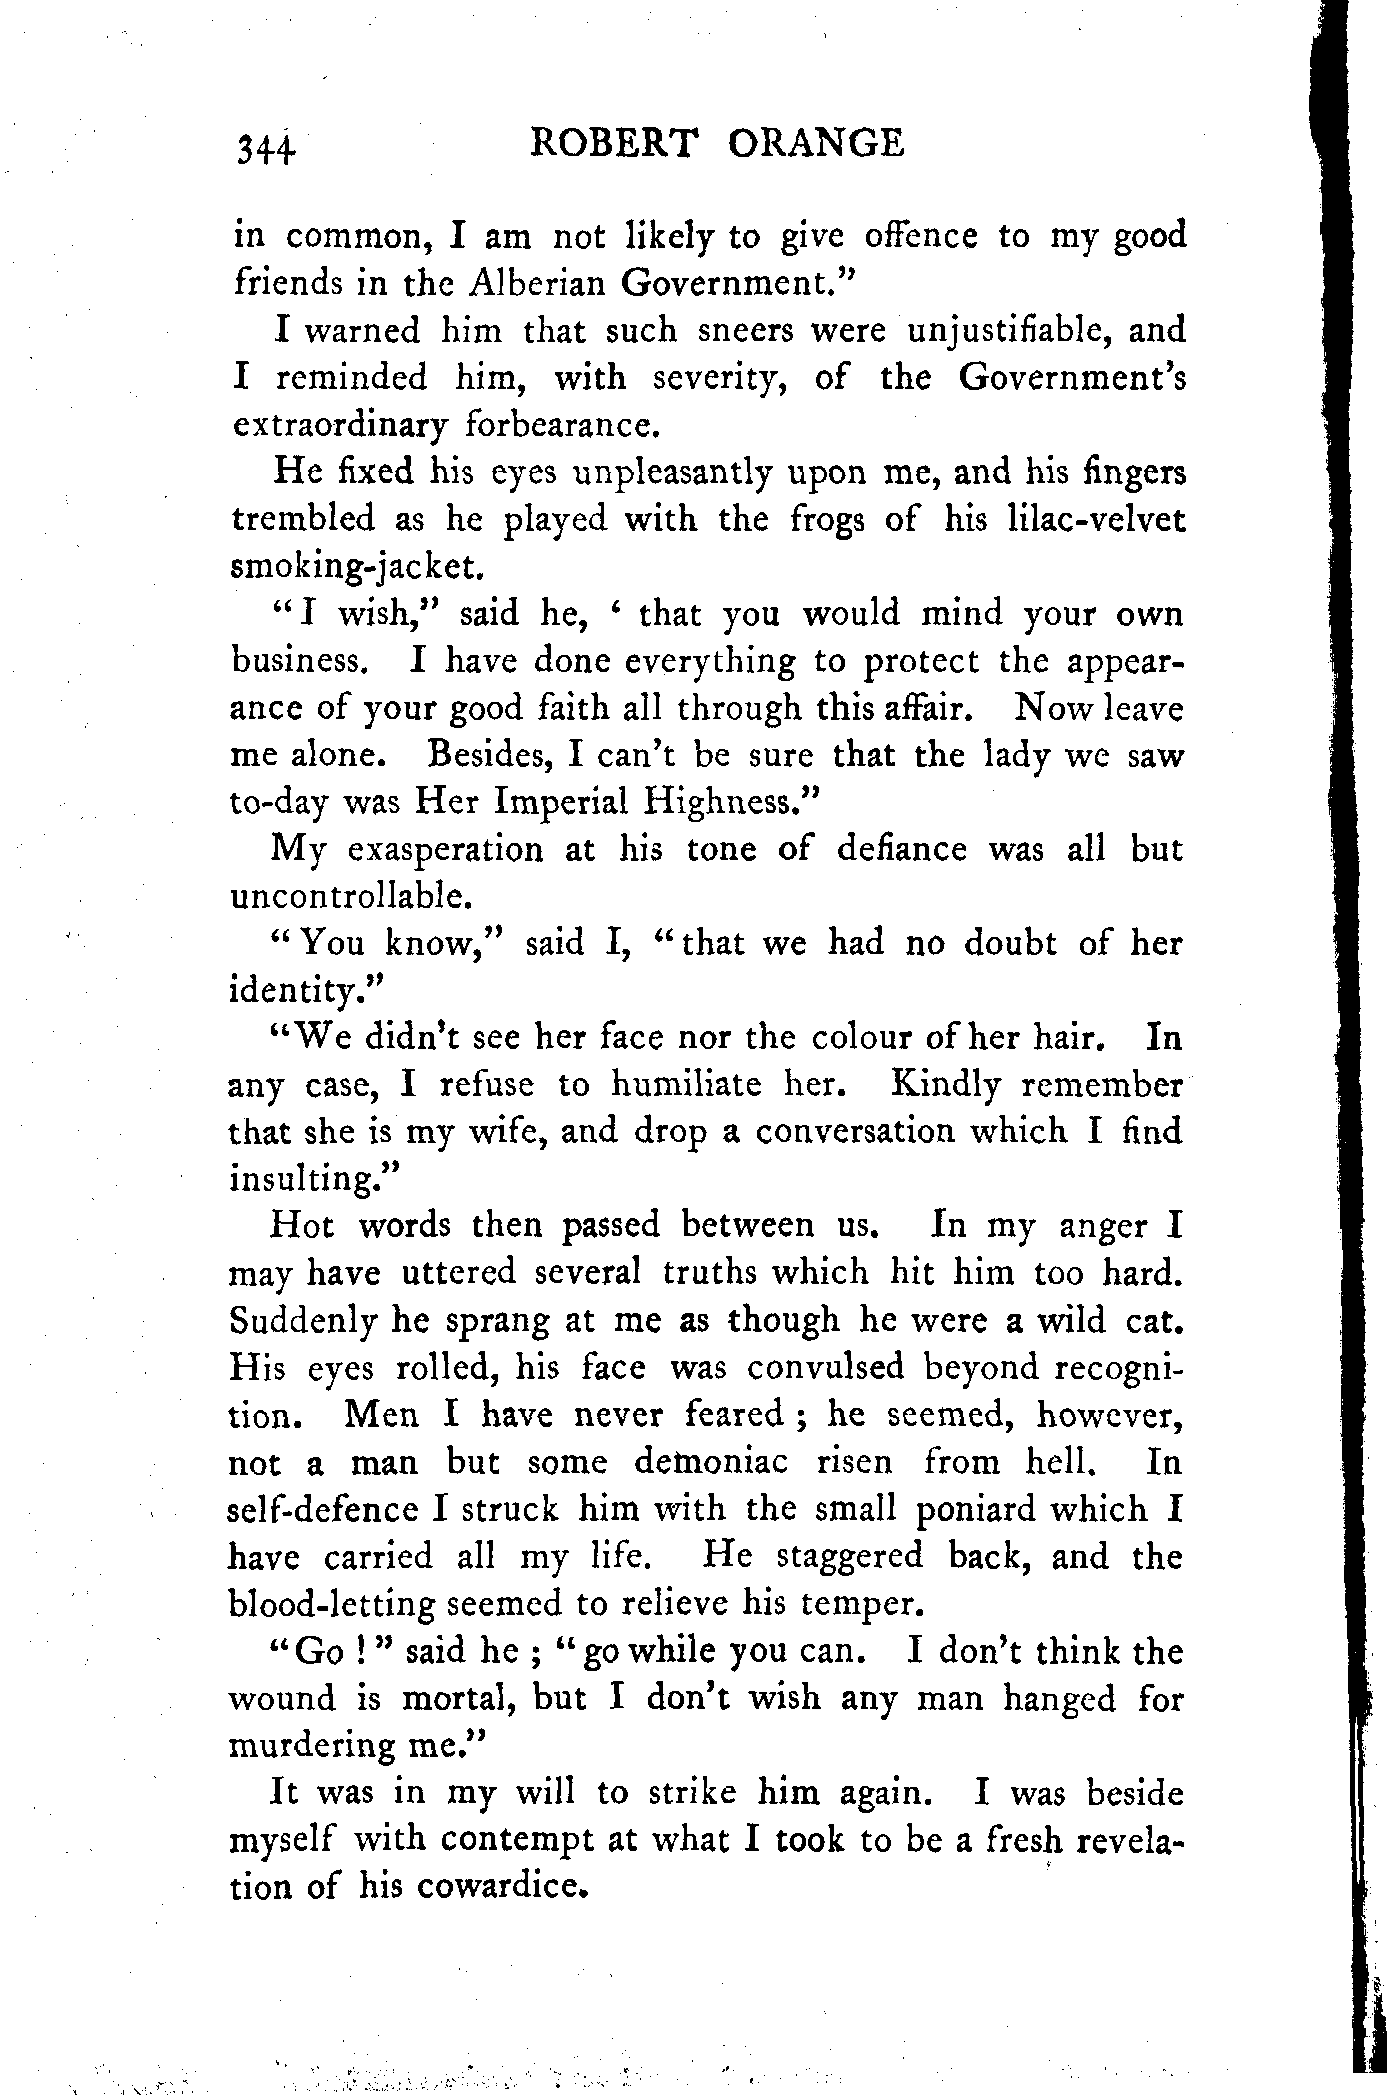 344 ROBERT ORANGE
in common, I am not likely to give offence to my good
friends in the Alberian Government."
I warned him that such sneers were unjustifiable, and
I reminded him, with severity, of the Government's
extraordinary forbearance.
He fixed his eyes unpleasantly upon me, and his fingers
trembled as he played with the frogs of his lilac-velvet
smoking-jacket.
"I wish," said he, ‘ that you would mind your own
business. I have done everything to protect the appear-
ance of your good faith all through this affair. Now leave
me alone. Besides, I can't be sure that the lady we saw
to-day was Her Imperial Highness."
My exasperation at his tone of defiance was all but
uncontrollable.
"You know," said I, "that we had no doubt of her
identity."
"We didn't see her face nor the colour of her hair. In
any case, I refuse to humiliate her. Kindly remember
that she is my wife, and drop a conversation which I find
insulting."
Hot words then passed between us. In my anger I
may have uttered several truths which hit him too hard.
Suddenly he sprang at me as though he were a wild cat.
His eyes rolled, his face was convulsed beyond recogni-
tion. Men I have never feared ; he seemed, however,
not a man but some demoniac risen from hell. In
self-defence I struck him with the small poniard which I
have carried all my life. He staggered back, and the
blood-letting seemed to relieve his temper.
"Go !" said he ; "go while you can. I don't think the
wound is mortal, but I don't wish any man hanged for
murdering me."
It was in my will to strike him again. I was beside
myself with contempt at what I took to be a fresh revela-
tion of his cowardice.